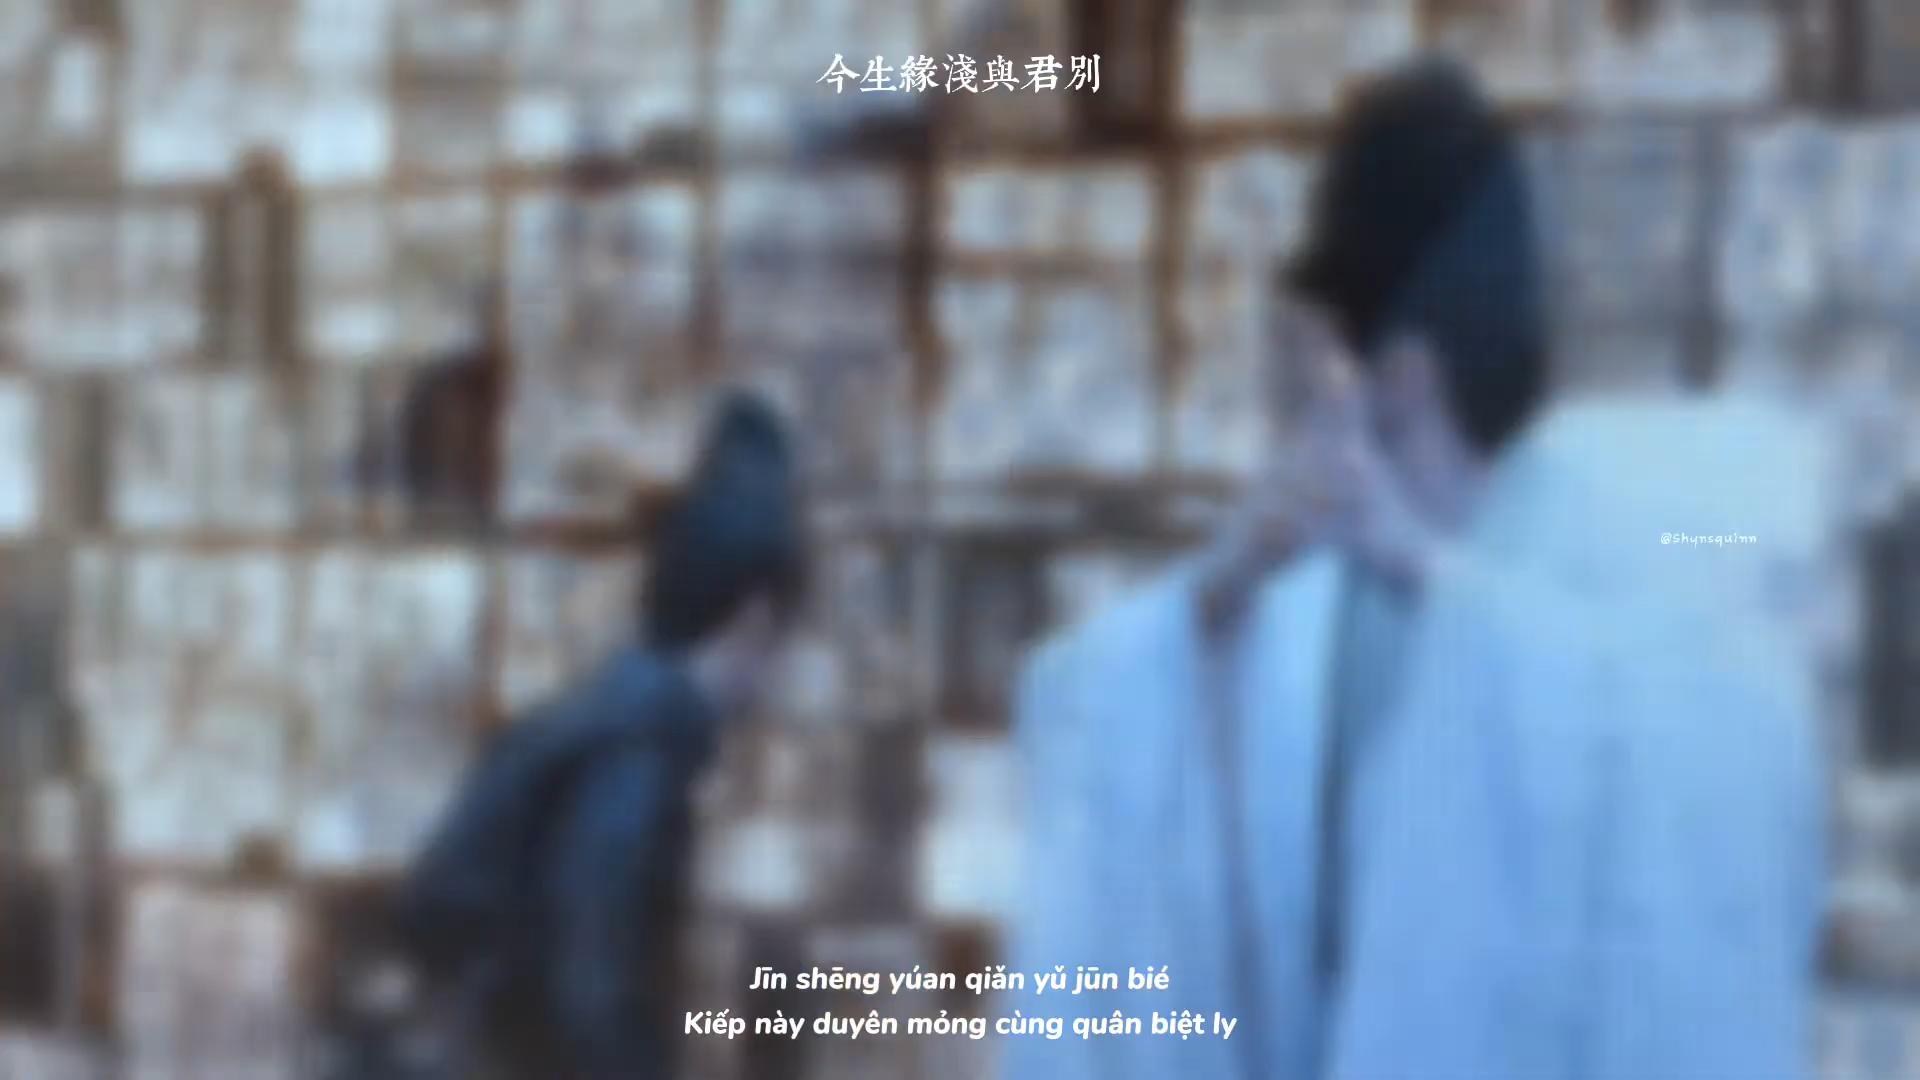 今生緣淺與君別
@Shynsquinn
Jīn shēng yúan qiǎn yǔ jūn bié
Kiếp này duyên mỏng cùng quân biệt ly